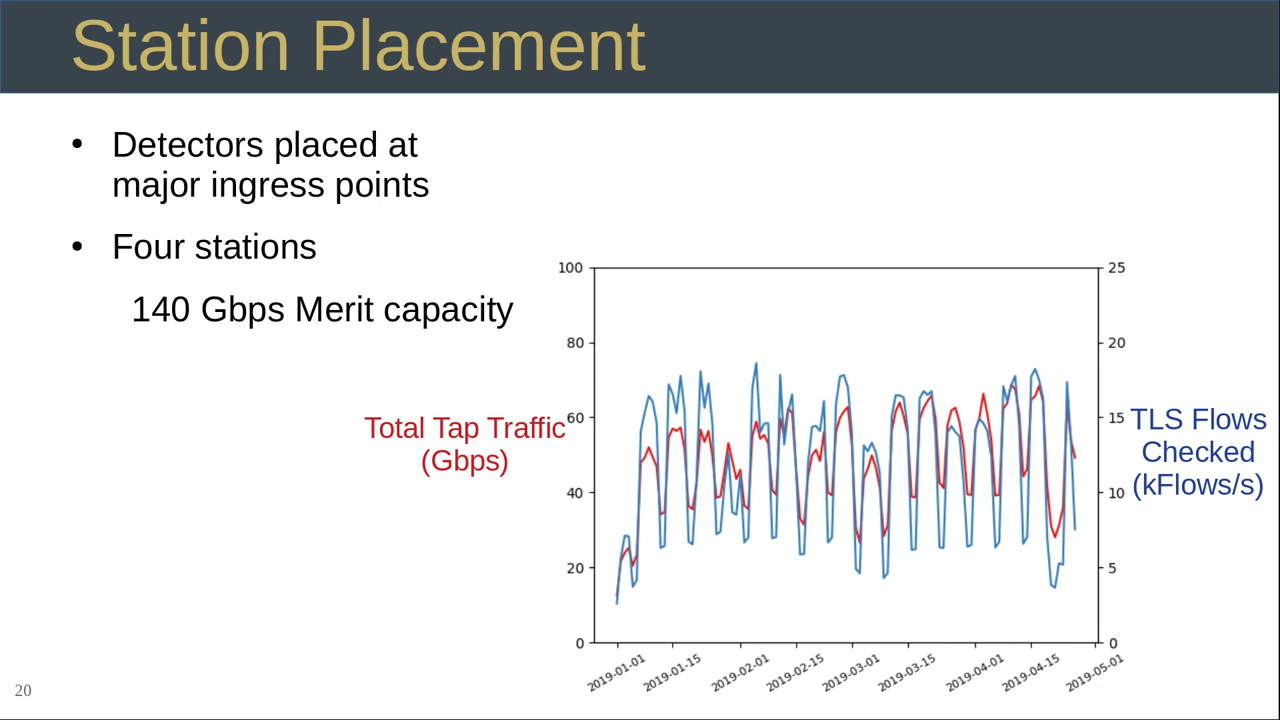 Station Placement
• Detectors placed at
major ingress points
• Four stations
140 Gbps Merit capacity
Total Tap Traffic
(Gbps)
100
80
60
40
20
0
25
20
15
10
5
0
TLS Flows
Checked
(kFlows/s)
2019-01-01
2019-01-15
2019-02-01
2019-02-15
2019-03-01
2019-03-15
2019-04-01
2019-04-15
2019-05-01
20